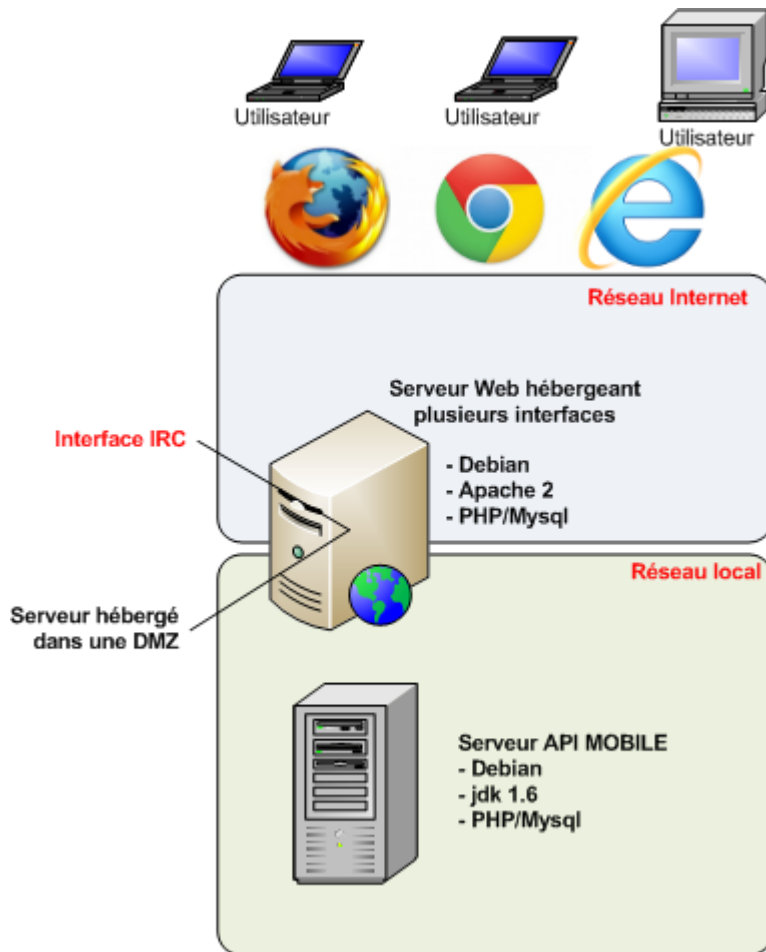 Utilisateur
Utilisateur
Utilisateur
Réseau Internet
Serveur Web hébergeant
plusieurs interfaces
Interface IRC
- Debian
- Apache 2
- PHP/Mysql
Réseau local
Serveur hébergé
dans une DMZ
Serveur API MOBILE
- Debian
- jdk 1.6
- PHP/Mysql